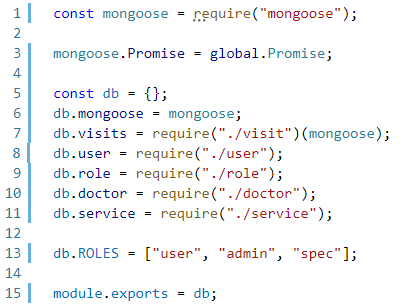 1 const mongoose = require("mongoose");
2
3 mongoose.Promise = global.Promise;
4
5 const db = {};
6 db.mongoose = mongoose;
7 db.visits = require("./visit")(mongoose);
8 db.user = require("./user");
9 db.role = require("./role");
10 db.doctor = require("./doctor");
11 db.service = require("./service");
12
13 db.ROLES = ["user", "admin", "spec"];
14
15 module.exports = db;